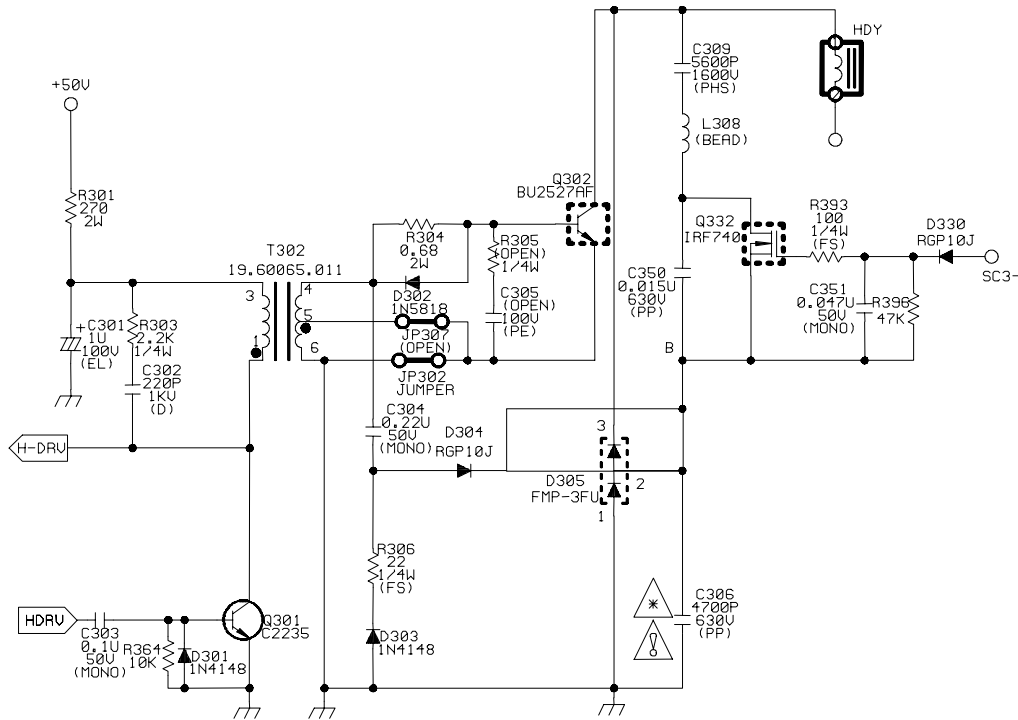 HDY
C309
5600P
1600V
(PHS)
+50V
L308
(BEAD)
Q302
BU2527AF
R301
270
2W
R393
100
1/4W
(FS)
Q332
IRF740
D330
RGP10J
SC3-
R304
0.68
2W
R305
(OPEN)
1/4W
T302
19.60065.011
3
4
5
1
6
D302
1N5818
C305
(OPEN)
100V
(PE)
C350
0.015U
630V
(PP)
C351
0.047U
50V
(MONO)
R396
47K
+
C301
1U
100V
(EL)
R303
2.2K
1/4W
JP307
(OPEN)
B
C302
220P
1KV
(D)
JP302
JUMPER
C304
0.22U
50V
(MONO)
H-DRV
D304
RGP10J
3
D305
FMP-3FU
2
1
R306
22
1/4W
(FS)
C306
4700P
630V
(PP)
*
!
HDRV
C303
0.1U
50V
(MONO)
R364
10K
D301
1N4148
Q301
C2235
D303
1N4148